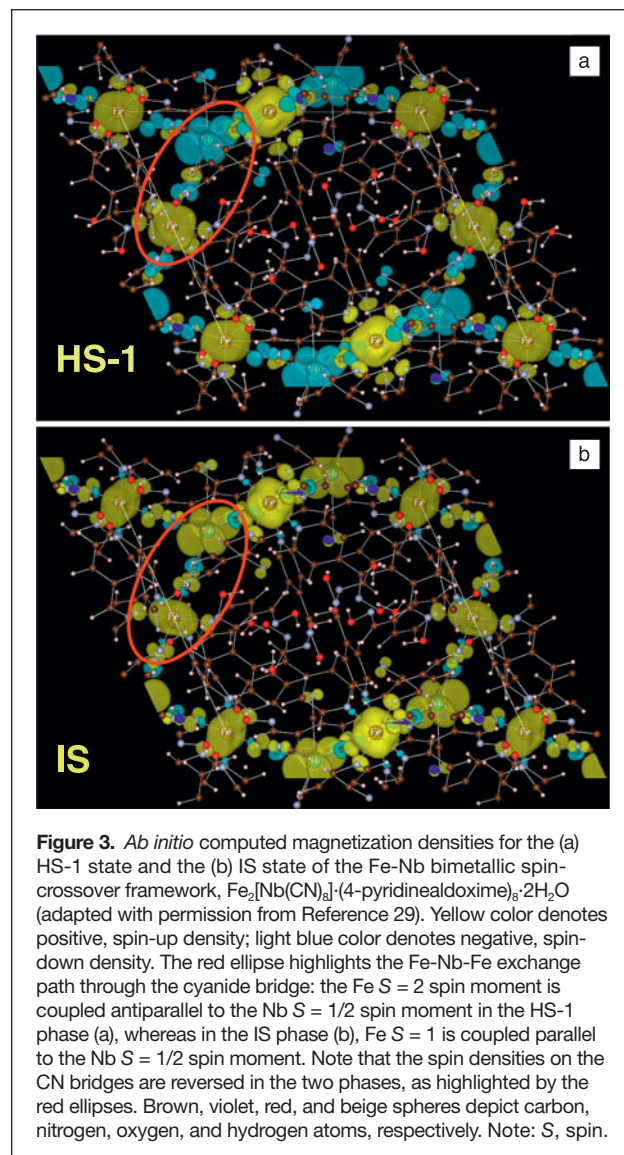 a
HS-1
b
IS
Figure 3. Ab initio computed magnetization densities for the (a)
HS-1 state and the (b) IS state of the Fe-Nb bimetallic spin-
crossover framework, Fe₂[Nb(CN)₈]·(4-pyridinealdoxime)₈·2H₂O
(adapted with permission from Reference 29). Yellow color denotes
positive, spin-up density; light blue color denotes negative, spin-
down density. The red ellipse highlights the Fe-Nb-Fe exchange
path through the cyanide bridge: the Fe S = 2 spin moment is
coupled antiparallel to the Nb S = 1/2 spin moment in the HS-1
phase (a), whereas in the IS phase (b), Fe S = 1 is coupled parallel
to the Nb S = 1/2 spin moment. Note that the spin densities on the
CN bridges are reversed in the two phases, as highlighted by the
red ellipses. Brown, violet, red, and beige spheres depict carbon,
nitrogen, oxygen, and hydrogen atoms, respectively. Note: S, spin.